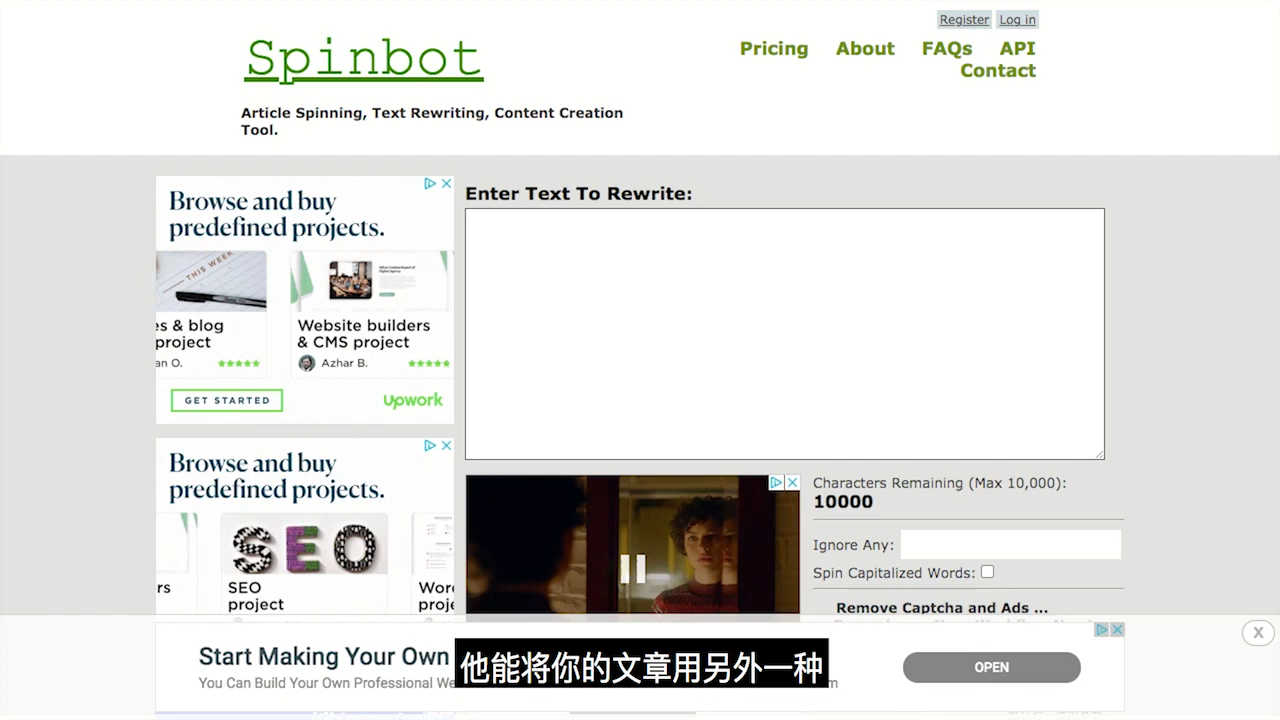 Register Log in
Spinbot
Pricing About FAQs API
Contact
Article Spinning, Text Rewriting, Content Creation
Tool.
Browse and buy
predefined projects.
THIS WEEK
es & blog
project
an O.
Website builders
& CMS project
Azhar B.
GET STARTED
Upwork
Enter Text To Rewrite:
Browse and buy
predefined projects.
SEO
rs
SEO
project
Wor
proje
Characters Remaining (Max 10,000):
10000
Ignore Any:
Spin Capitalized Words:
Remove Captcha and Ads ...
X
Start Making Your Own
You Can Build Your Own Professional We
OPEN
他能将你的文章用另外一种